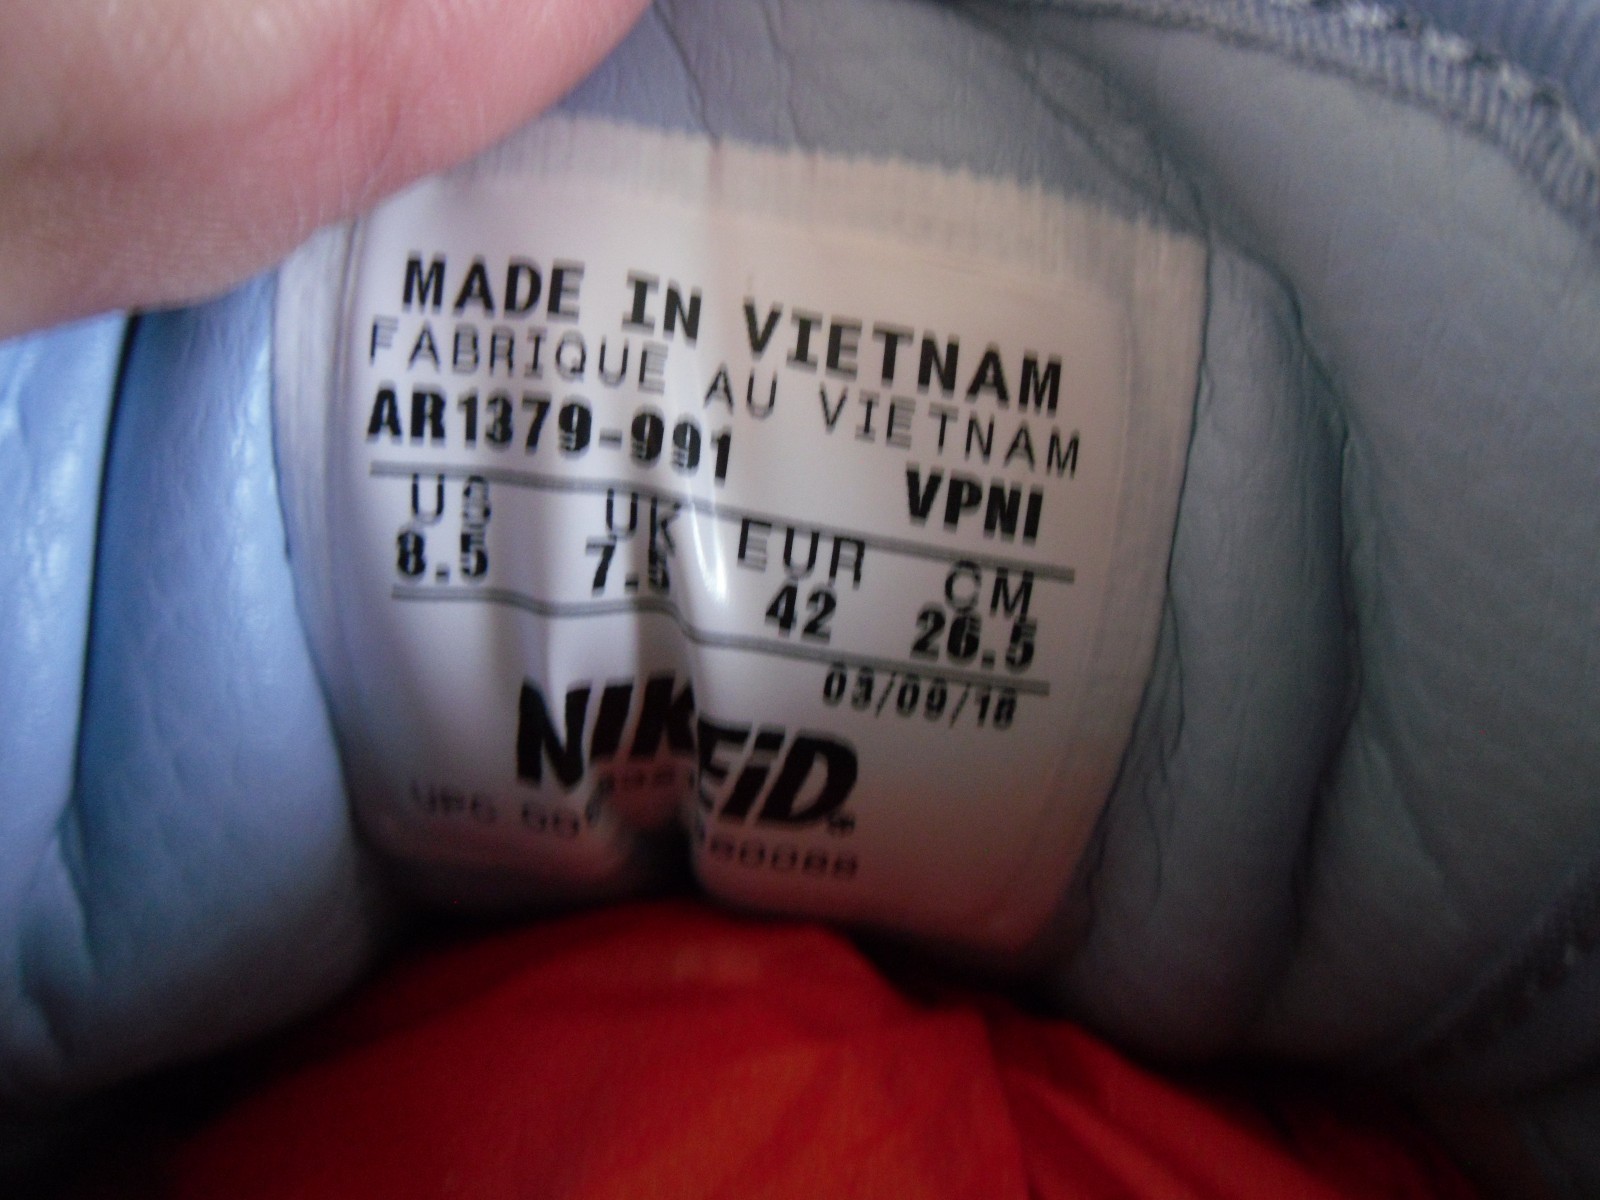 MADE IN VIETNAM
FABRIQUE AU VIETNAM
AR1379-991 VPNI
US UK EUR CM
8.5 7.5 42 26.5
03/09/18
NIKEiD
UPC